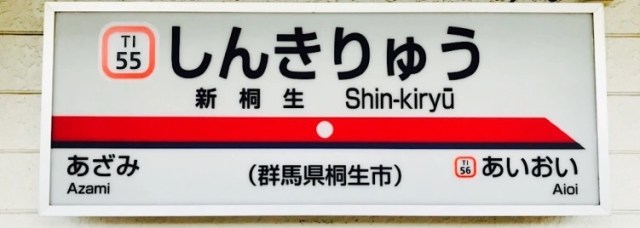 TI
55
しんきりゅう
新桐生 Shin-kiryū
あざみ
Azami
(群馬県桐生市)
TI
56
あいおい
Aioi